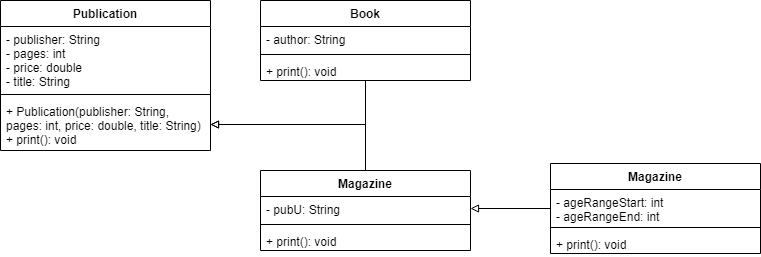 Publication
- publisher: String
- pages: int
- price: double
- title: String
+ Publication(publisher: String,
pages: int, price: double, title: String)
+ print(): void
Book
- author: String
+ print(): void
Magazine
- pubU: String
+ print(): void
Magazine
- ageRangeStart: int
- ageRangeEnd: int
+ print(): void